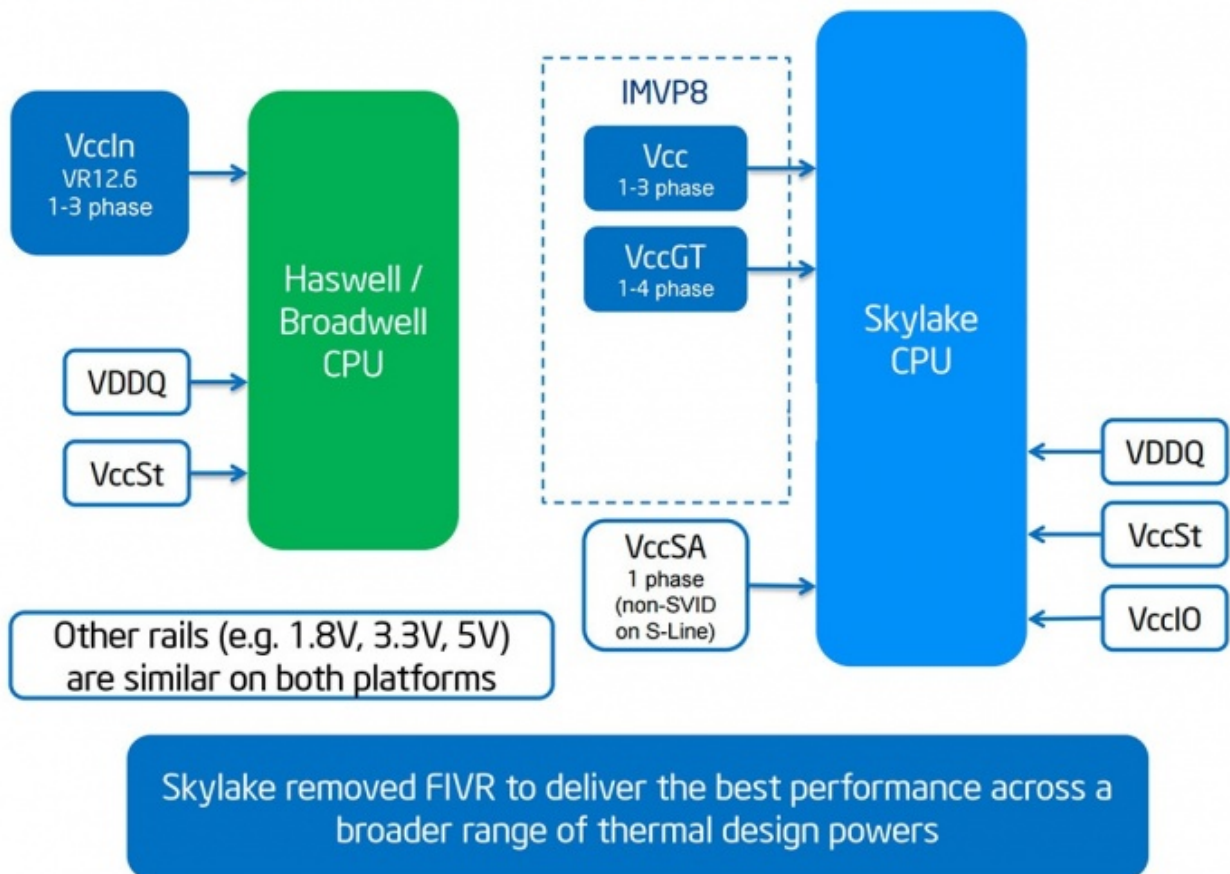 VccIn
VR12.6
1-3 phase
Haswell /
Broadwell
CPU
VDDQ
VccSt
IMVP8
Vcc
1-3 phase
VccGT
1-4 phase
VccSA
1 phase
(non-SVID
on S-Line)
Skylake
CPU
VDDQ
VccSt
VccIO
Other rails (e.g. 1.8V, 3.3V, 5V)
are similar on both platforms
Skylake removed FIVR to deliver the best performance across a
broader range of thermal design powers